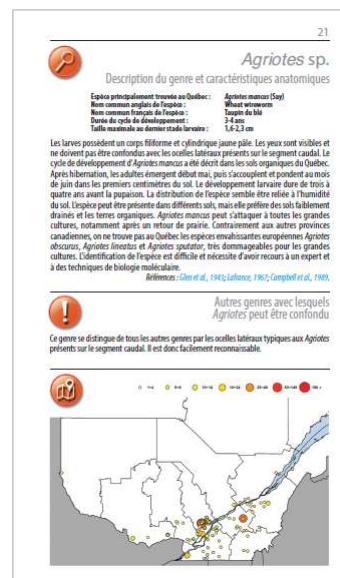 21
Agriotes sp.
Description du genre et caractéristiques anatomiques
Espèce principalement trouvée au Québec : Agriotes mancus (Say)
Nom commun anglais de l'espèce : Wheat wireworm
Nom commun français de l'espèce : Taupin du blé
Durée du cycle de développement : 3-4 ans
Taille maximale au dernier stade larvaire : 1,6-2,3 cm
Les larves possèdent un corps filiforme et cylindrique jaune pâle. Les yeux sont visibles et
ne doivent pas être confondus avec les ocelles latéraux présents sur le segment caudal. Le
cycle de développement d'Agriotes mancus a été décrit dans les sols organiques du Québec.
Après hibernation, les adultes émergent début mai, puis s'accouplent et pondent au mois
de juin dans les premiers centimètres du sol. Le développement larvaire dure de trois à
quatre ans avant la pupaison. La distribution de l'espèce semble être reliée à l'humidité
du sol. L'espèce peut être présente dans différents sols, mais elle préfère des sols faiblement
drainés et les terres organiques. Agriotes mancus peut s'attaquer à toutes les grandes
cultures, notamment après un retour de prairie. Contrairement aux autres provinces
canadiennes, on ne trouve pas au Québec les espèces envahissantes européennes Agriotes
obscurus, Agriotes lineatus et Agriotes sputator, très dommageables pour les grandes
cultures. L'identification de l'espèce est difficile et nécessite d'avoir recours à un expert et
à des techniques de biologie moléculaire.
Références : Glen et al., 1943; Lafrance, 1967; Campbell et al., 1989.
Autres genres avec lesquels
Agriotes peut être confondu
Ce genre se distingue de tous les autres genres par les ocelles latéraux typiques aux Agriotes
présents sur le segment caudal. Il est donc facilement reconnaissable.